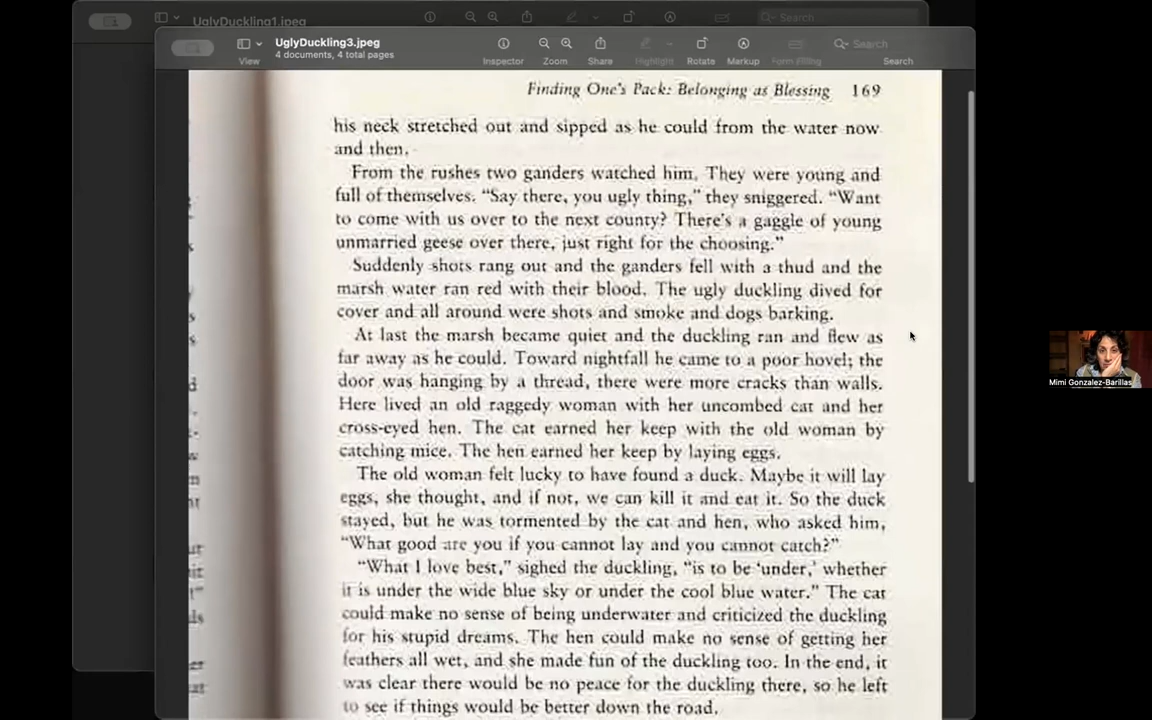 UglyDuckling1.jpeg
Search
UglyDuckling3.jpeg
4 documents, 4 total pages
View
Inspector
Zoom
Share
Highlight
Rotate
Markup
Form Filling
Search
Search
Finding One's Pack: Belonging as Blessing 169
his neck stretched out and sipped as he could from the water now
and then.
From the rushes two ganders watched him. They were young and
full of themselves. “Say there, you ugly thing,” they sniggered. “Want
to come with us over to the next county? There's a gaggle of young
unmarried geese over there, just right for the choosing.”
Suddenly shots rang out and the ganders fell with a thud and the
marsh water ran red with their blood. The ugly duckling dived for
cover and all around were shots and smoke and dogs barking.
At last the marsh became quiet and the duckling ran and flew as
far away as he could. Toward nightfall he came to a poor hovel; the
door was hanging by a thread, there were more cracks than walls.
Here lived an old raggedy woman with her uncombed cat and her
cross-eyed hen. The cat earned her keep with the old woman by
catching mice. The hen earned her keep by laying eggs.
The old woman felt lucky to have found a duck. Maybe it will lay
eggs, she thought, and if not, we can kill it and eat it. So the duck
stayed, but he was tormented by the cat and hen, who asked him,
“What good are you if you cannot lay and you cannot catch?”
“What I love best,” sighed the duckling, “is to be ‘under,’ whether
it is under the wide blue sky or under the cool blue water.” The cat
could make no sense of being underwater and criticized the duckling
for his stupid dreams. The hen could make no sense of getting her
feathers all wet, and she made fun of the duckling too. In the end, it
was clear there would be no peace for the duckling there, so he left
to see if things would be better down the road.
Mimi Gonzalez-Barillas